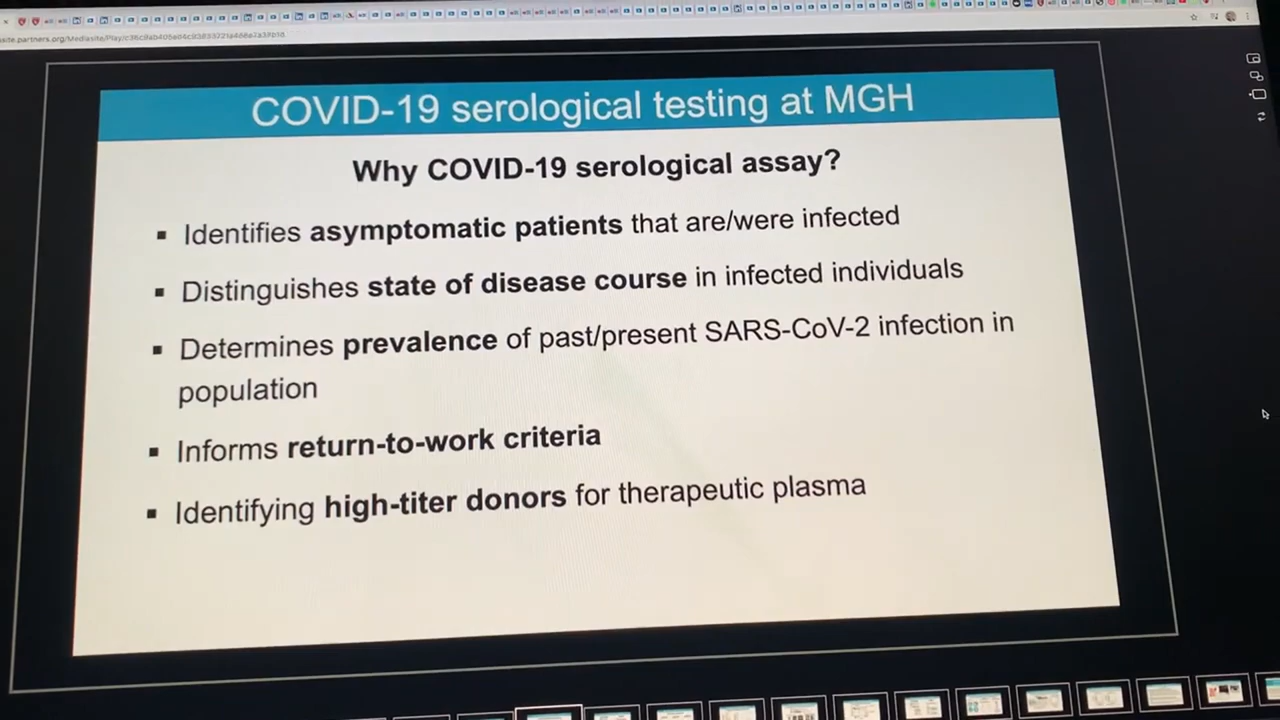 COVID-19 serological testing at MGH
Why COVID-19 serological assay?
▪ Identifies asymptomatic patients that are/were infected
▪ Distinguishes state of disease course in infected individuals
▪ Determines prevalence of past/present SARS-CoV-2 infection in
population
▪ Informs return-to-work criteria
▪ Identifying high-titer donors for therapeutic plasma